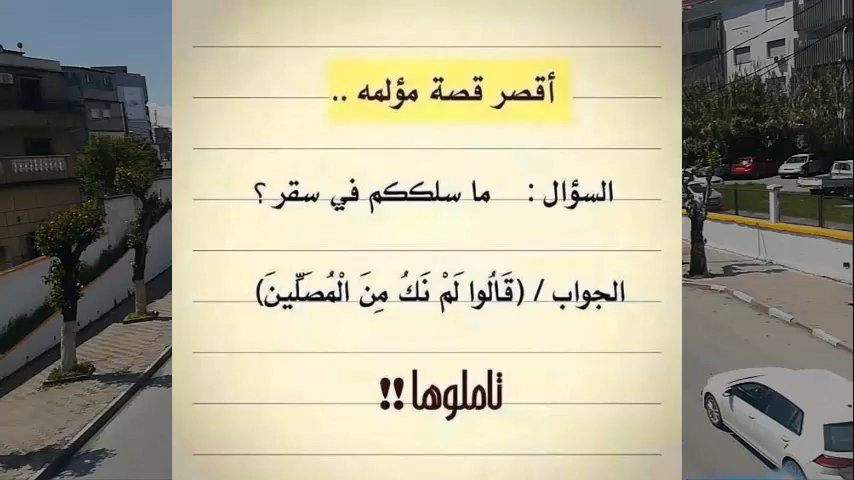 أقصر قصة مؤلمه ..
السؤال : ما سلككم في سقر ؟
الجواب / (قَالُوا لَمْ نَكُ مِنَ الْمُصَلِّينَ)
تاملوها !!